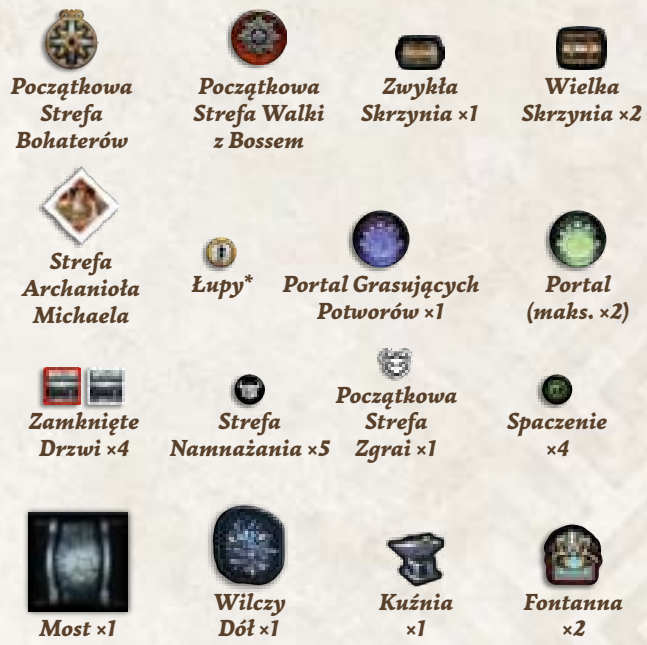 Początkowa
Strefa
Bohaterów
Początkowa
Strefa Walki
z Bossem
Zwykła
Skrzynia ×1
Wielka
Skrzynia ×2
Strefa
Archanioła
Michaela
Łupy*
Portal Grasujących
Potworów ×1
Portal
(maks. ×2)
Zamknięte
Drzwi ×4
Strefa
Namnażania ×5
Początkowa
Strefa
Zgrai ×1
Spaczenie
×4
Most ×1
Wilczy
Dół ×1
Kuźnia
×1
Fontanna
×2